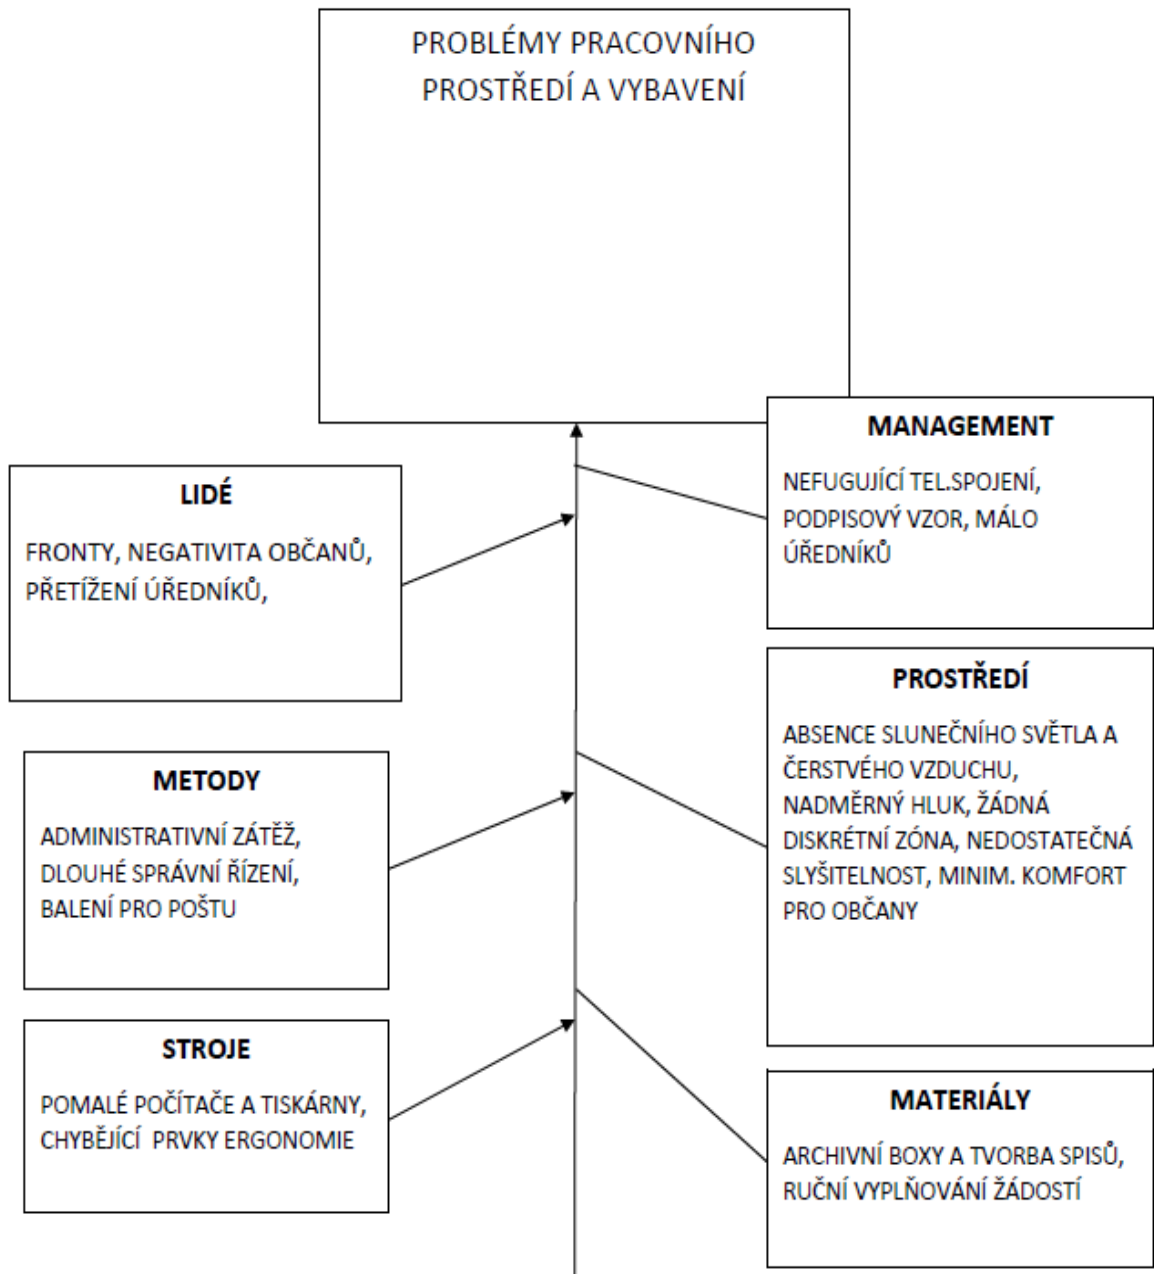 PROBLÉMY PRACOVNÍHO
PROSTŘEDÍ A VYBAVENÍ
MANAGEMENT
NEFUGUJÍCÍ TEL.SPOJENÍ,
PODPISOVÝ VZOR, MÁLO
ÚŘEDNÍKŮ
LIDÉ
FRONTY, NEGATIVITA OBČANŮ,
PŘETÍŽENÍ ÚŘEDNÍKŮ,
PROSTŘEDÍ
ABSENCE SLUNEČNÍHO SVĚTLA A
ČERSTVÉHO VZDUCHU,
NADMĚRNÝ HLUK, ŽÁDNÁ
DISKRÉTNÍ ZÓNA, NEDOSTATEČNÁ
SLYŠITELNOST, MINIM. KOMFORT
PRO OBČANY
METODY
ADMINISTRATIVNÍ ZÁTĚŽ,
DLOUHÉ SPRÁVNÍ ŘÍZENÍ,
BALENÍ PRO POŠTU
STROJE
POMALÉ POČÍTAČE A TISKÁRNY,
CHYBĚJÍCÍ  PRVKY ERGONOMIE
MATERIÁLY
ARCHIVNÍ BOXY A TVORBA SPISŮ,
RUČNÍ VYPLŇOVÁNÍ ŽÁDOSTÍ